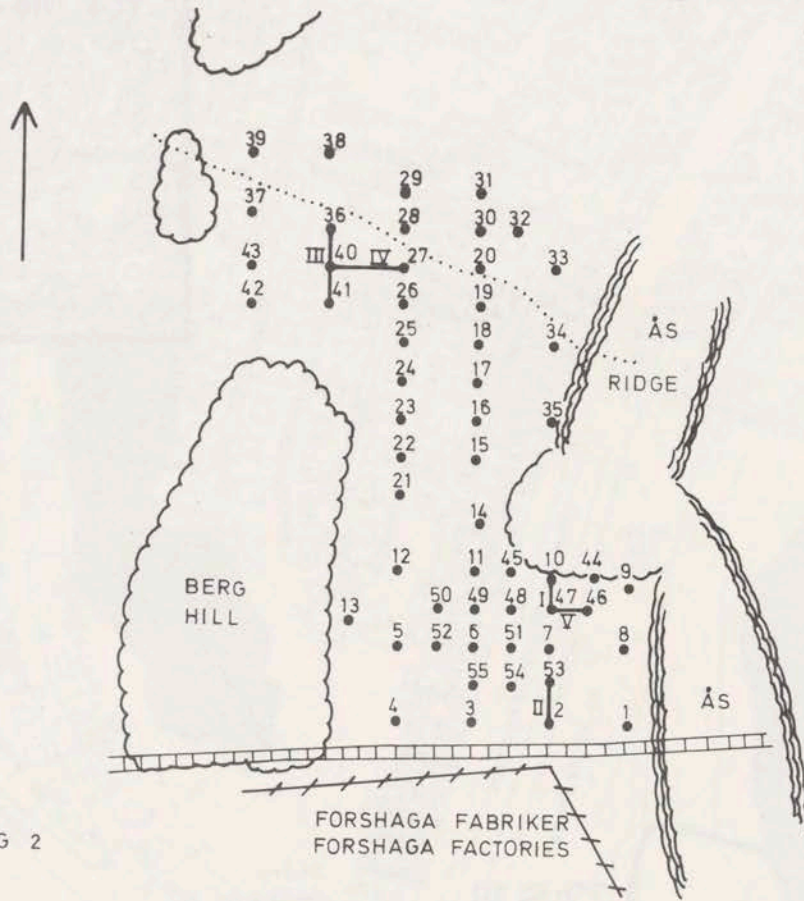 39 38
29 31
37
36 28 30 32
43 III 40 IV 27 20 33
42 41 26 19
25 18 34 ÅS
24 17 RIDGE
23 16 35
22 15
21
14
12 11 45 10 44 9
BERG
HILL
13 50 49 48 I 47 46
V
5 52 6 51 7 8
55 54 53
4 3 II 2 1 ÅS
FORSHAGA FABRIKER
FORSHAGA FACTORIES
G 2